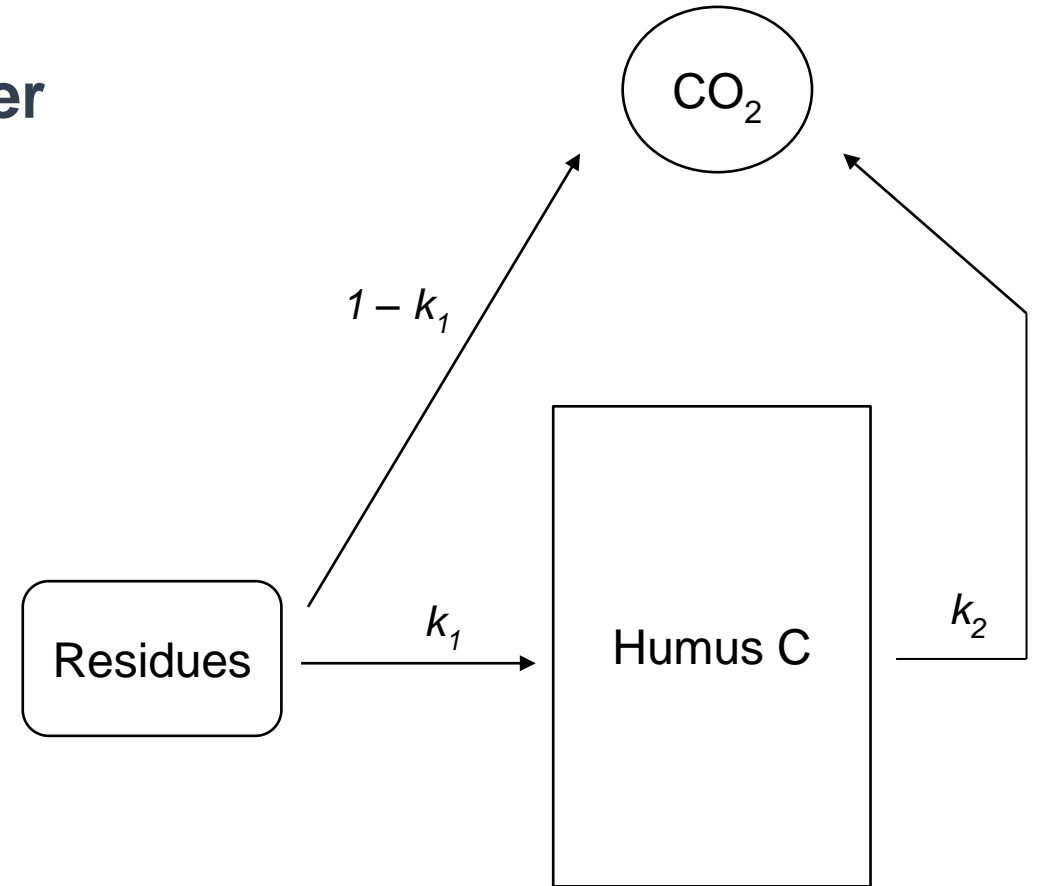 er
CO₂
1 – k₁
k₁
k₂
Residues
Humus C